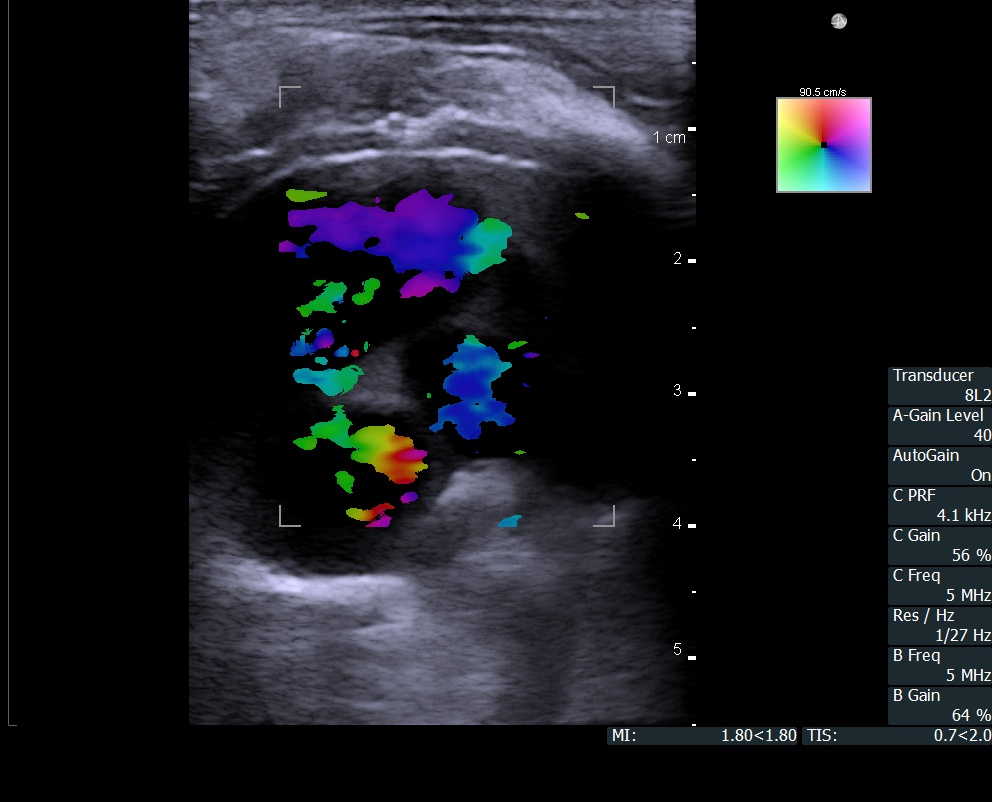 90.5 cm/s
1 cm
2
3
4
5
Transducer
8L2
A-Gain Level
40
AutoGain
On
C PRF
4.1 kHz
C Gain
56 %
C Freq
5 MHz
Res / Hz
1/27 Hz
B Freq
5 MHz
B Gain
64 %
MI: 1.80<1.80 TIS: 0.7<2.0